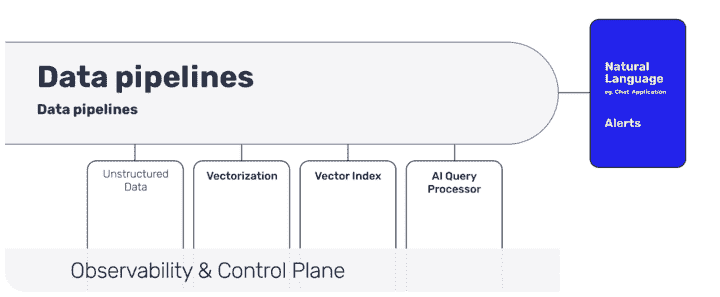 Data pipelines
Data pipelines
Natural
Language
eg. Chat Application
Alerts
Unstructured
Data
Vectorization
Vector Index
AI Query
Processor
Observability & Control Plane